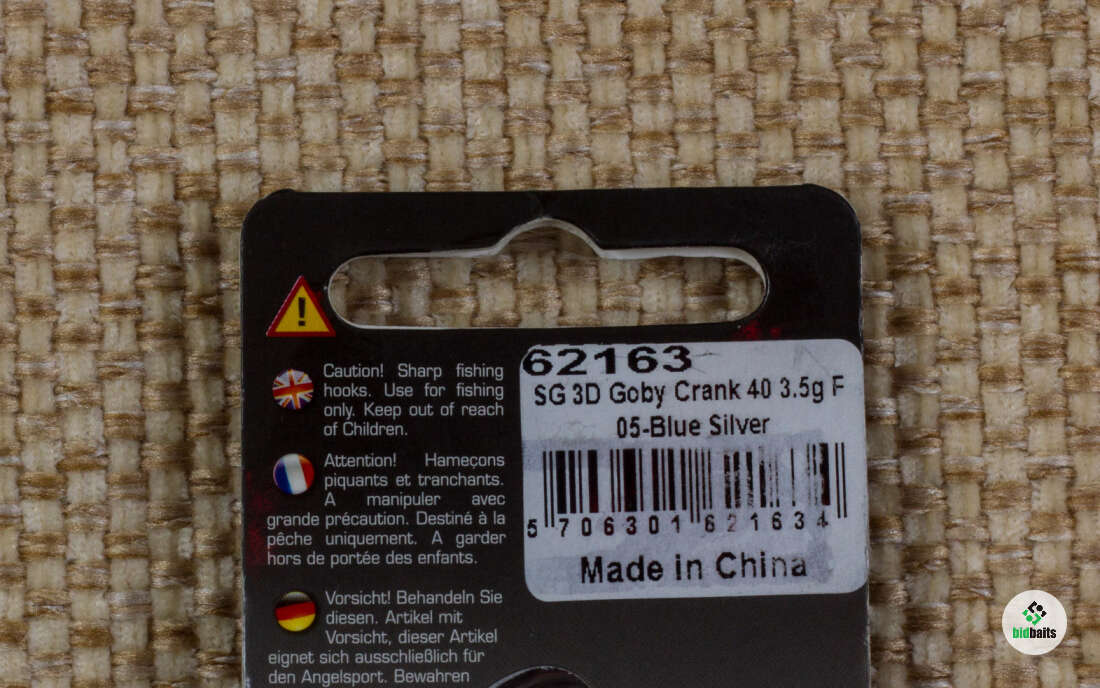 Caution! Sharp fishing
hooks. Use for fishing
only. Keep out of reach
of Children.
Attention! Hameçons
piquants et tranchants.
A manipuler avec
grande précaution. Destiné à la
pêche uniquement. A garder
hors de portée des enfants.
Vorsicht! Behandeln Sie
diesen. Artikel mit
Vorsicht, dieser Artikel
eignet sich ausschließlich für
den Angelsport. Bewahren
62163
SG 3D Goby Crank 40 3.5g F
05-Blue Silver
5 706301 621634
Made in China
bidbaits